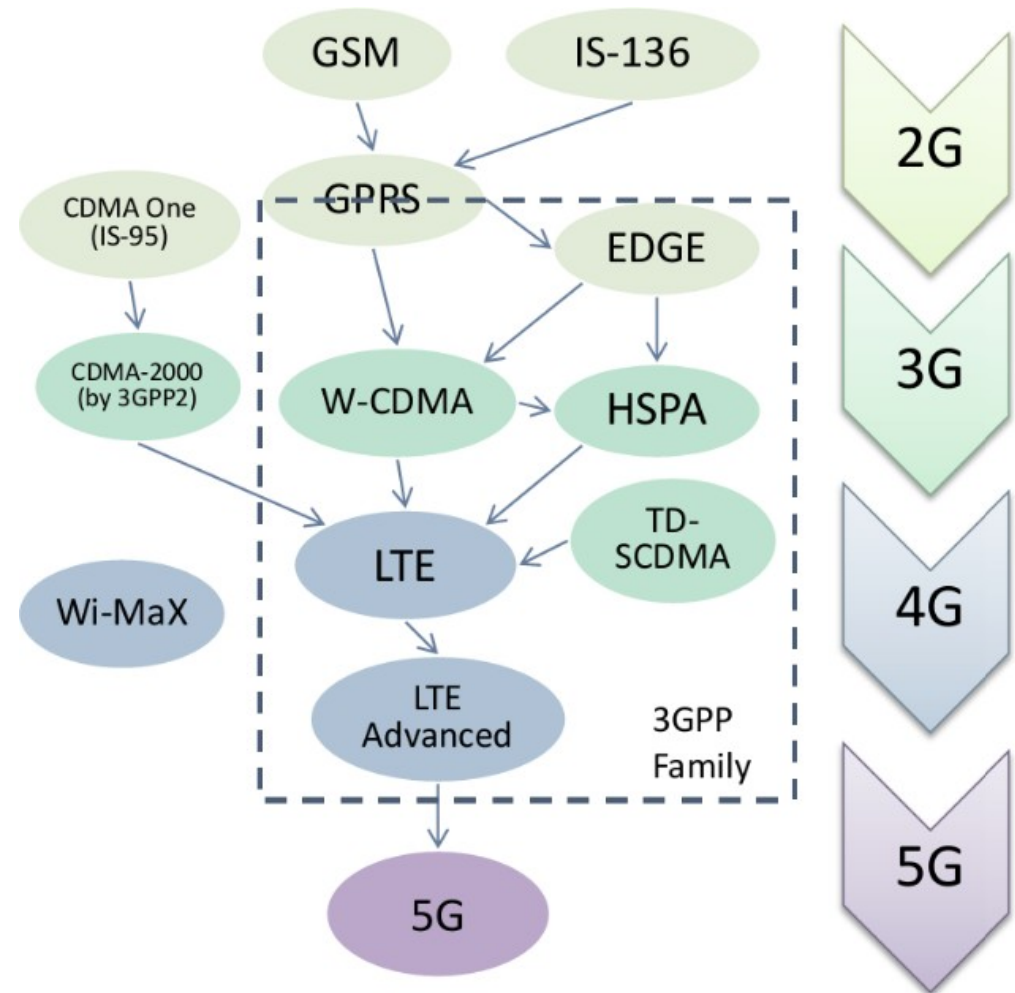 GSM
IS-136
2G
GPRS
CDMA One
(IS-95)
EDGE
3G
CDMA-2000
(by 3GPP2)
W-CDMA
HSPA
TD-
SCDMA
LTE
Wi-MaX
4G
LTE
Advanced
3GPP
Family
5G
5G